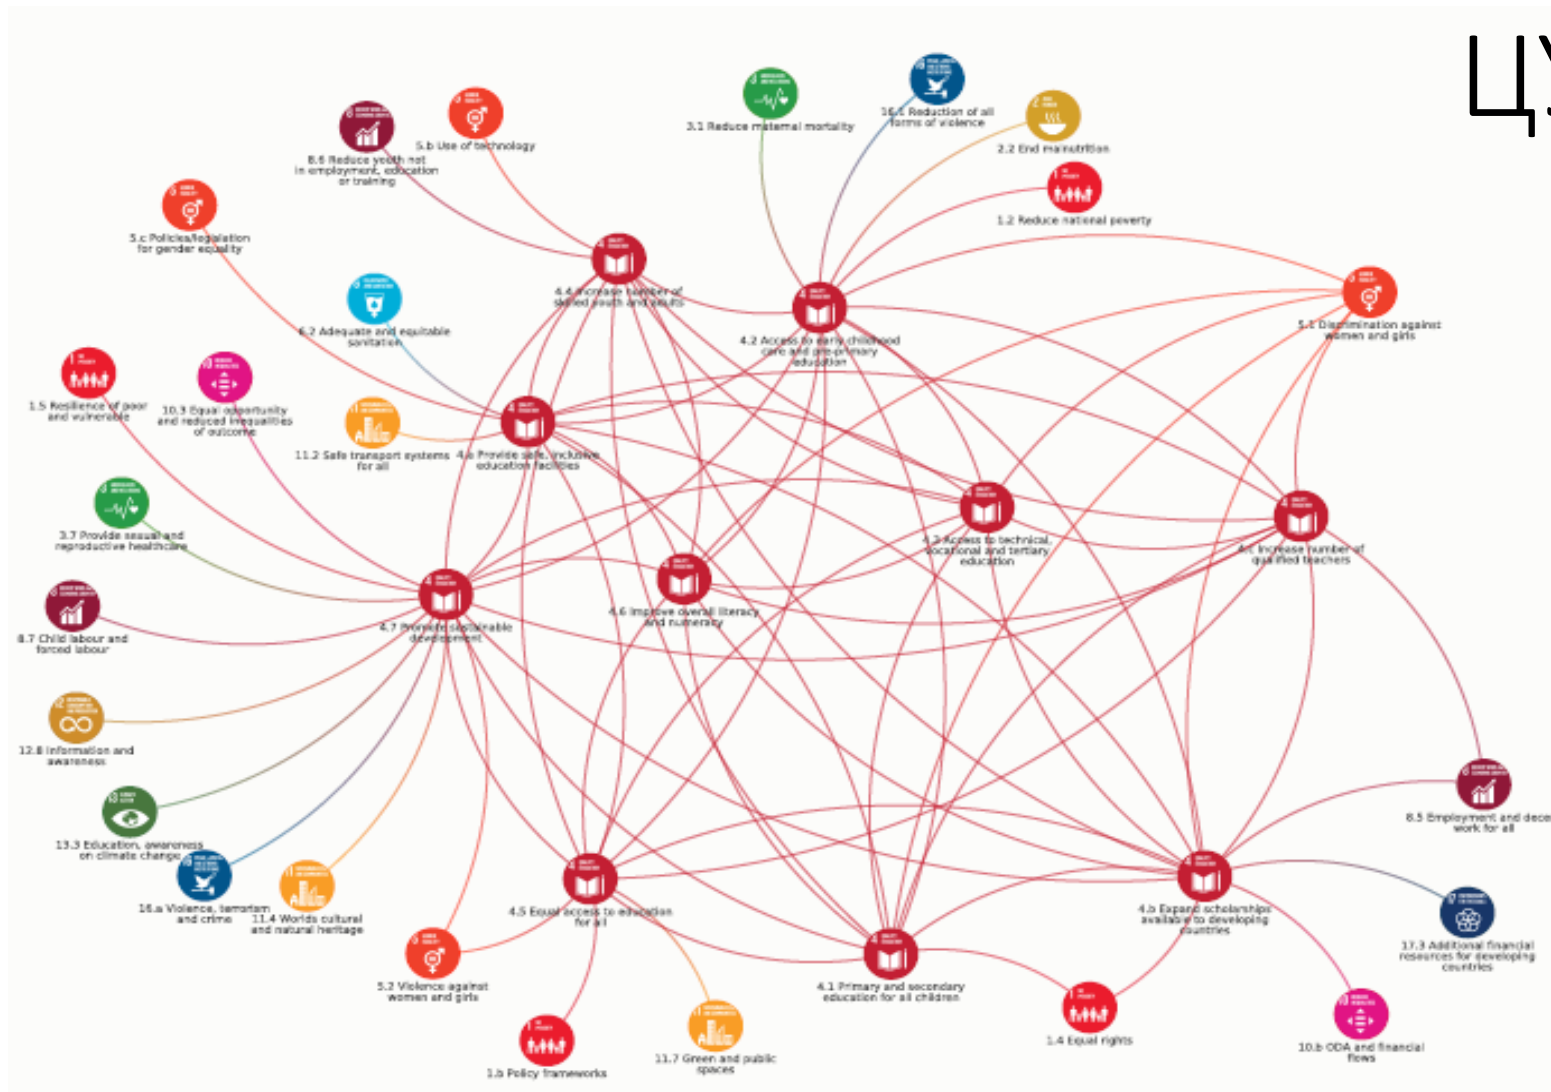 ЦУ
3.1 Reduce maternal mortality
16.1 Reduction of all
forms of violence
2.2 End malnutrition
1.2 Reduce national poverty
8.6 Reduce youth not
in employment, education
or training
5.b Use of technology
5.c Policies/legislation
for gender equality
4.4 Increase number of
skilled youth and adults
4.2 Access to early childhood
care and pre-primary
education
5.1 Discrimination against
women and girls
6.2 Adequate and equitable
sanitation
1.5 Resilience of poor
and vulnerable
10.3 Equal opportunity
and reduced inequalities
of outcome
11.2 Safe transport systems
for all
4.a Provide safe, inclusive
education facilities
3.7 Provide sexual and
reproductive healthcare
4.3 Access to technical,
vocational and tertiary
education
4.c Increase number of
qualified teachers
4.6 Improve overall literacy
and numeracy
4.7 Promote sustainable
development
8.7 Child labour and
forced labour
12.8 Information and
awareness
13.3 Education, awareness
on climate change
16.a Violence, terrorism
and crime
11.4 Worlds cultural
and natural heritage
4.5 Equal access to education
for all
4.b Expand scholarships
available to developing
countries
8.5 Employment and dece
work for all
17.3 Additional financial
resources for developing
countries
5.2 Violence against
women and girls
4.1 Primary and secondary
education for all children
1.4 Equal rights
10.b ODA and financial
flows
1.b Policy frameworks
11.7 Green and public
spaces